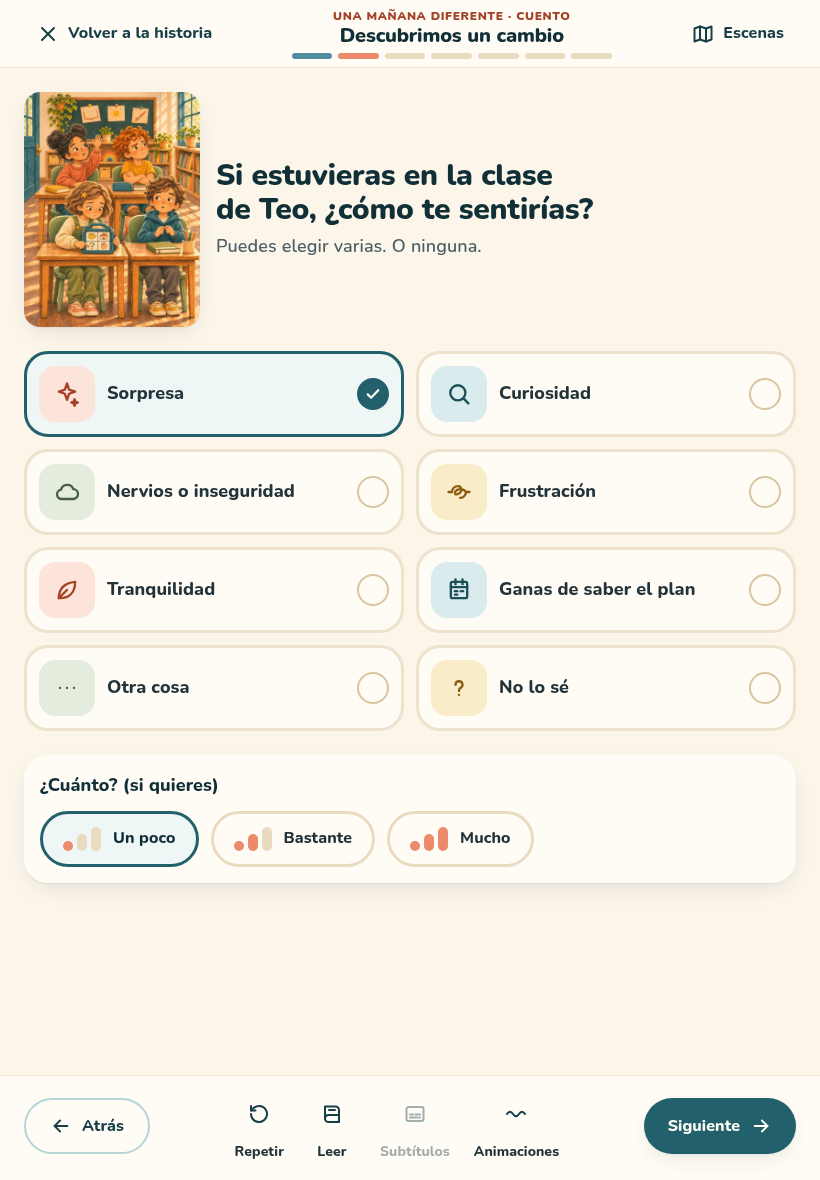 Volver a la historia
UNA MAÑANA DIFERENTE · CUENTO
Descubrimos un cambio
Escenas
Si estuvieras en la clase
de Teo, ¿cómo te sentirías?
Puedes elegir varias. O ninguna.
Sorpresa
Curiosidad
Nervios o inseguridad
Frustración
Tranquilidad
Ganas de saber el plan
Otra cosa
? No lo sé
¿Cuánto? (si quieres)
Un poco
Bastante
Mucho
Atrás
Repetir
Leer
Subtítulos
Animaciones
Siguiente